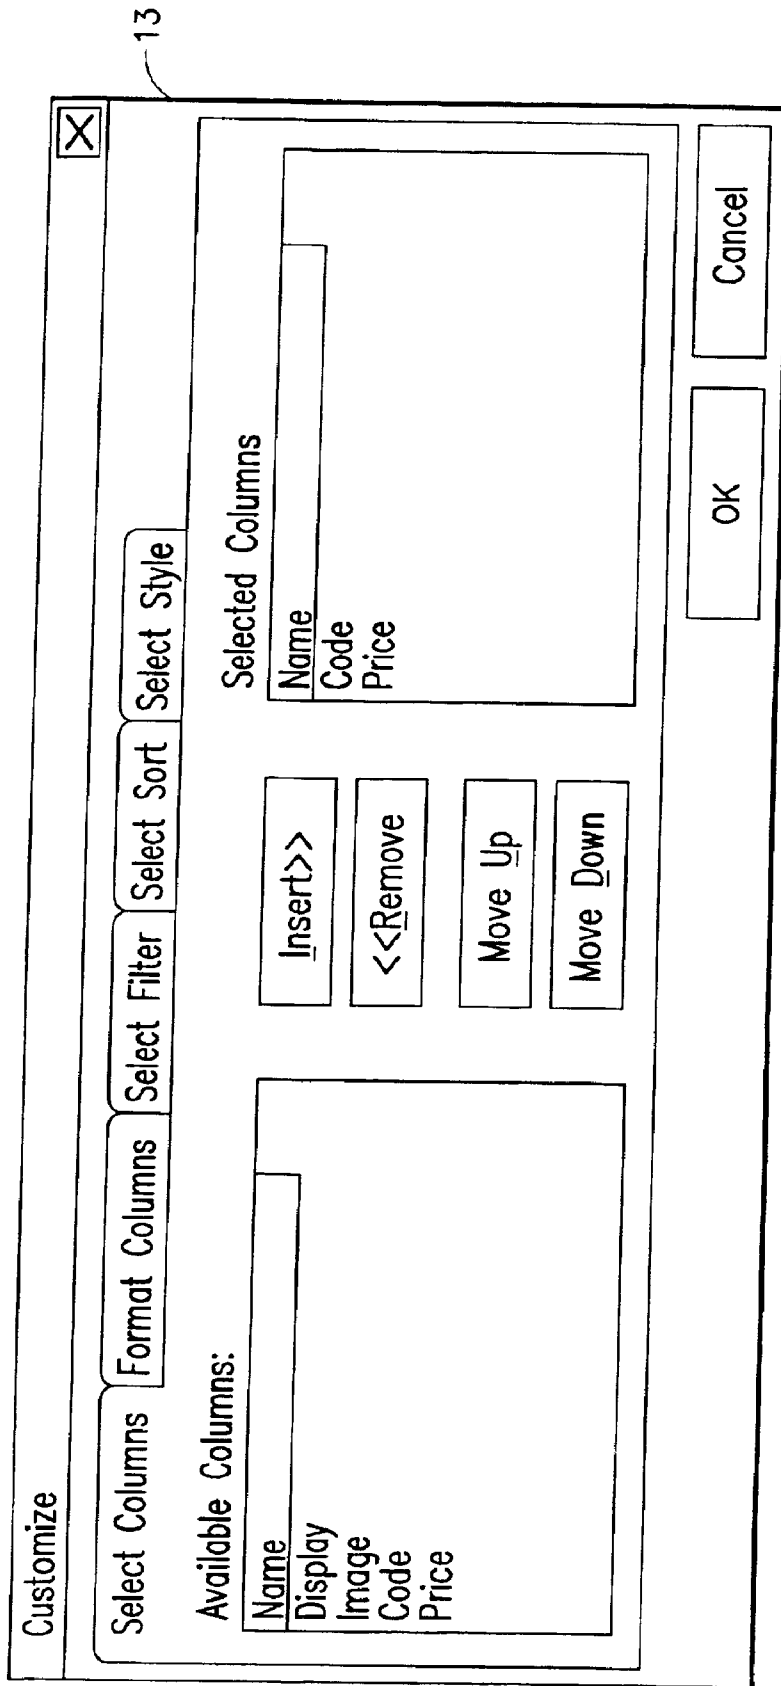 13
Customize
X
Select Columns
Format Columns
Select Filter
Select Sort
Select Style
Available Columns:
Name
Display
Image
Code
Price
Insert>>
<<Remove
Move Up
Move Down
Selected Columns
Name
Code
Price
OK
Cancel